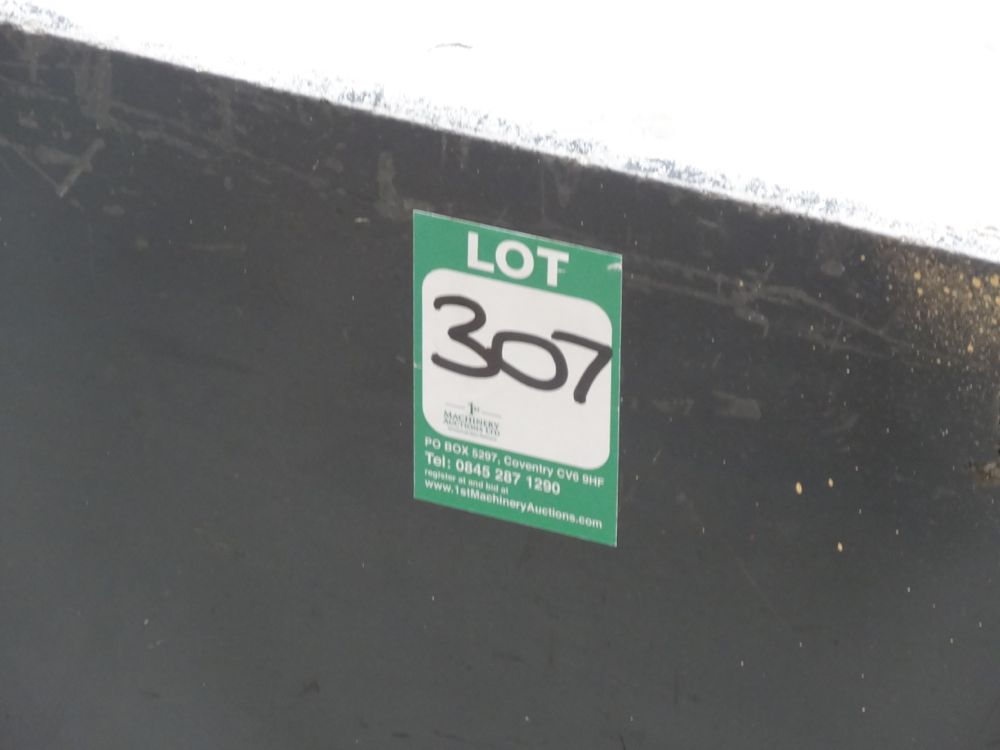 LOT
307
1st
MACHINERY
AUCTIONS LTD
PO BOX 5297, Coventry CV6 9HF
Tel: 0845 287 1290
register at and bid at
www.1stMachineryAuctions.com